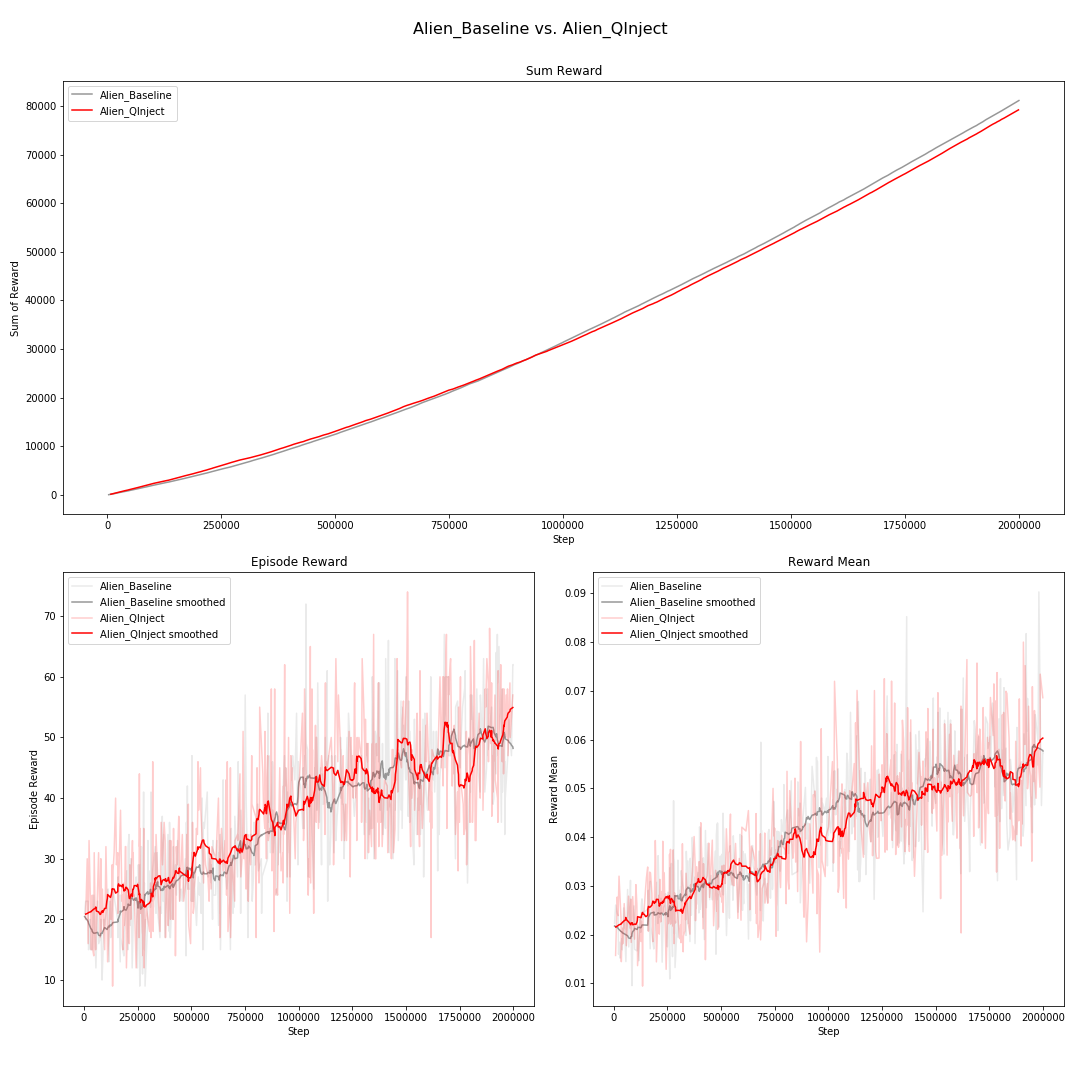 Alien_Baseline vs. Alien_QInject
Sum Reward
Alien_Baseline
Alien_QInject
80000
70000
60000
50000
40000
30000
20000
10000
0
Sum of Reward
0 250000 500000 750000 1000000 1250000 1500000 1750000 2000000
Step
Episode Reward
Alien_Baseline
Alien_Baseline smoothed
Alien_QInject
Alien_QInject smoothed
70
60
50
40
30
20
10
Episode Reward
0 250000 500000 750000 1000000 1250000 1500000 1750000 2000000
Step
Reward Mean
Alien_Baseline
Alien_Baseline smoothed
Alien_QInject
Alien_QInject smoothed
0.09
0.08
0.07
0.06
0.05
0.04
0.03
0.02
0.01
Reward Mean
0 250000 500000 750000 1000000 1250000 1500000 1750000 2000000
Step